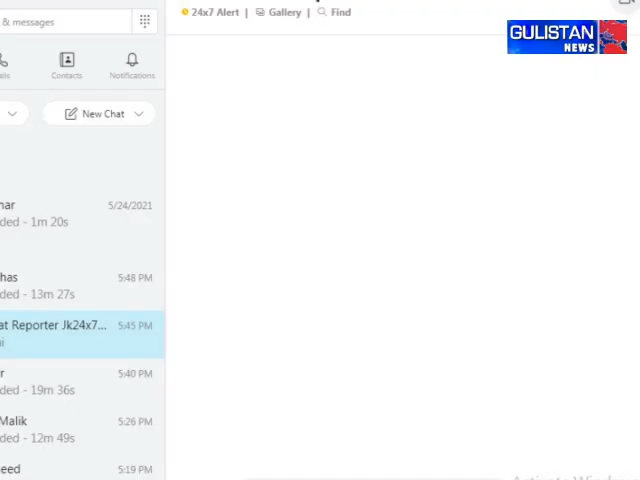 & messages
24x7 Alert | Gallery | Find
GULISTAN
NEWS
Contacts
Notifications
New Chat
5/24/2021
ded - 1m 20s
has
5:48 PM
ded - 13m 27s
at Reporter Jk24x7...
5:45 PM
5:40 PM
ded - 19m 36s
Malik
5:26 PM
ded - 12m 49s
eed
5:19 PM